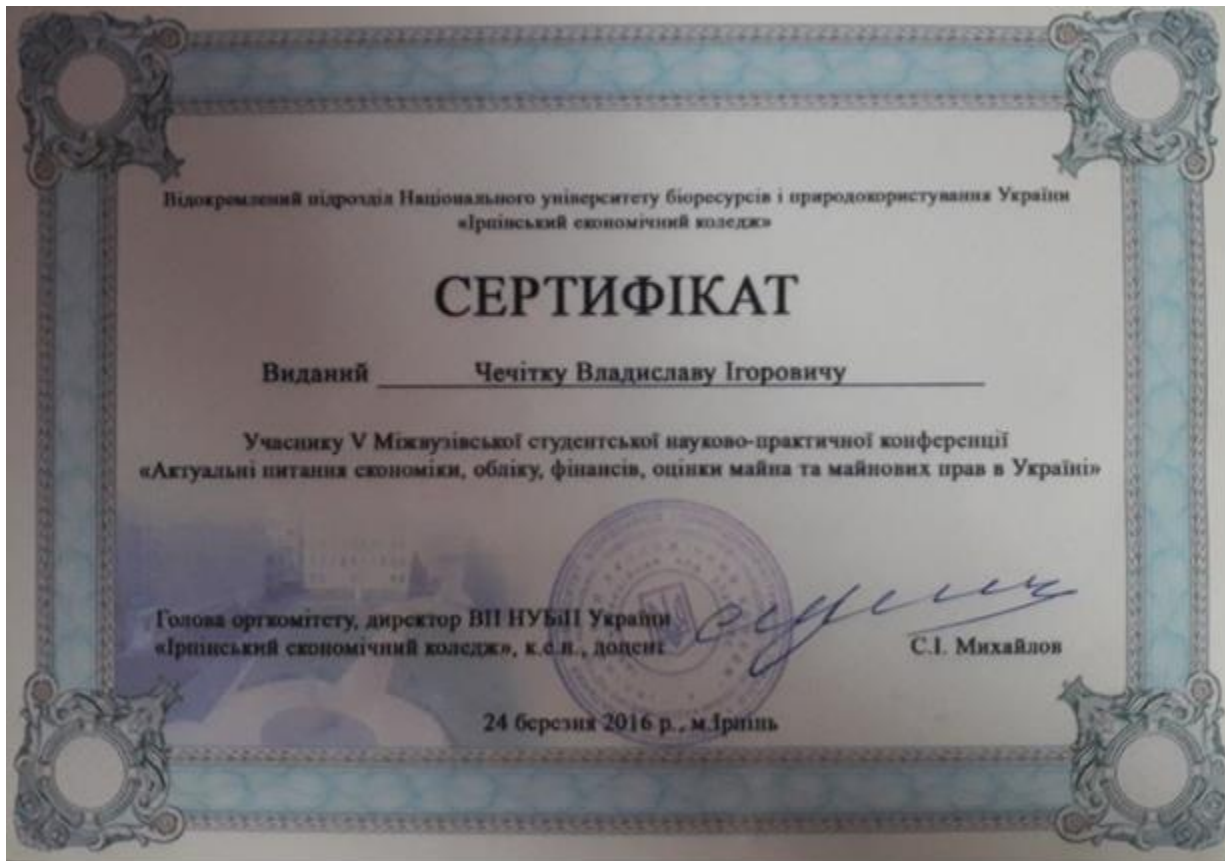 Відокремлений підрозділ Національного університету біоресурсів і природокористування України
«Ірпінський економічний коледж»
СЕРТИФІКАТ
Виданий Чечітку Владиславу Ігоровичу
Учаснику V Міжвузівської студентської науково-практичної конференції
«Актуальні питання економіки, обліку, фінансів, оцінки майна та майнових прав в Україні»
Голова оргкомітету, директор ВП НУБіП України
«Ірпінський економічний коледж», к.е.н., доцент
С.І. Михайлов
24 березня 2016 р., м.Ірпінь